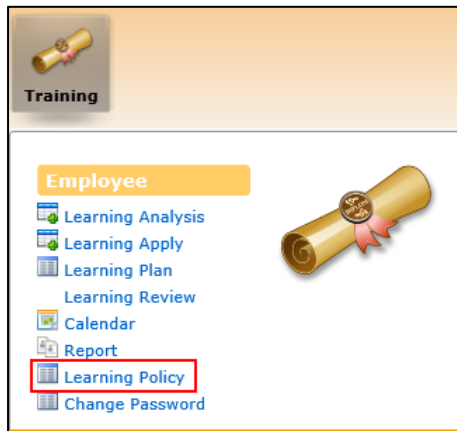 Training
Employee
Learning Analysis
Learning Apply
Learning Plan
Learning Review
Calendar
Report
Learning Policy
Change Password